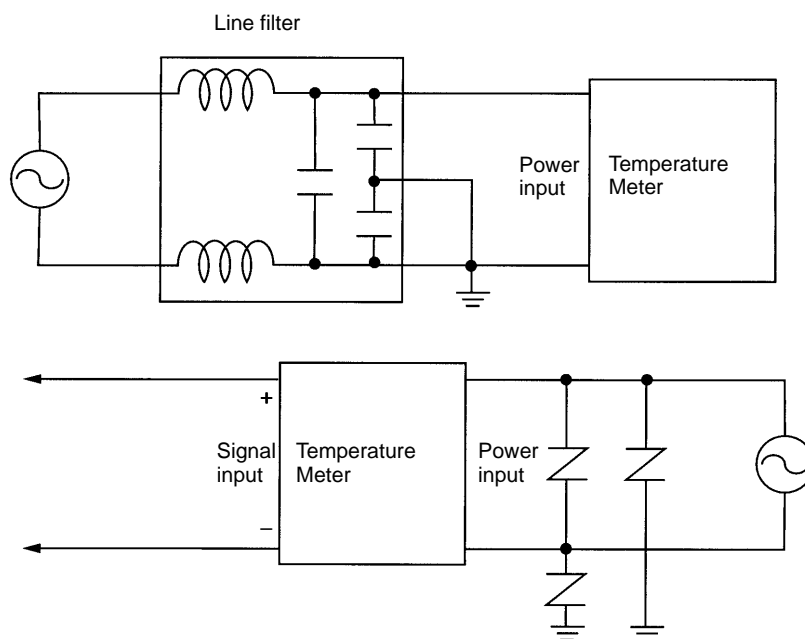 Line filter
Power
input
Temperature
Meter
+
Signal
input
−
Temperature
Meter
Power
input